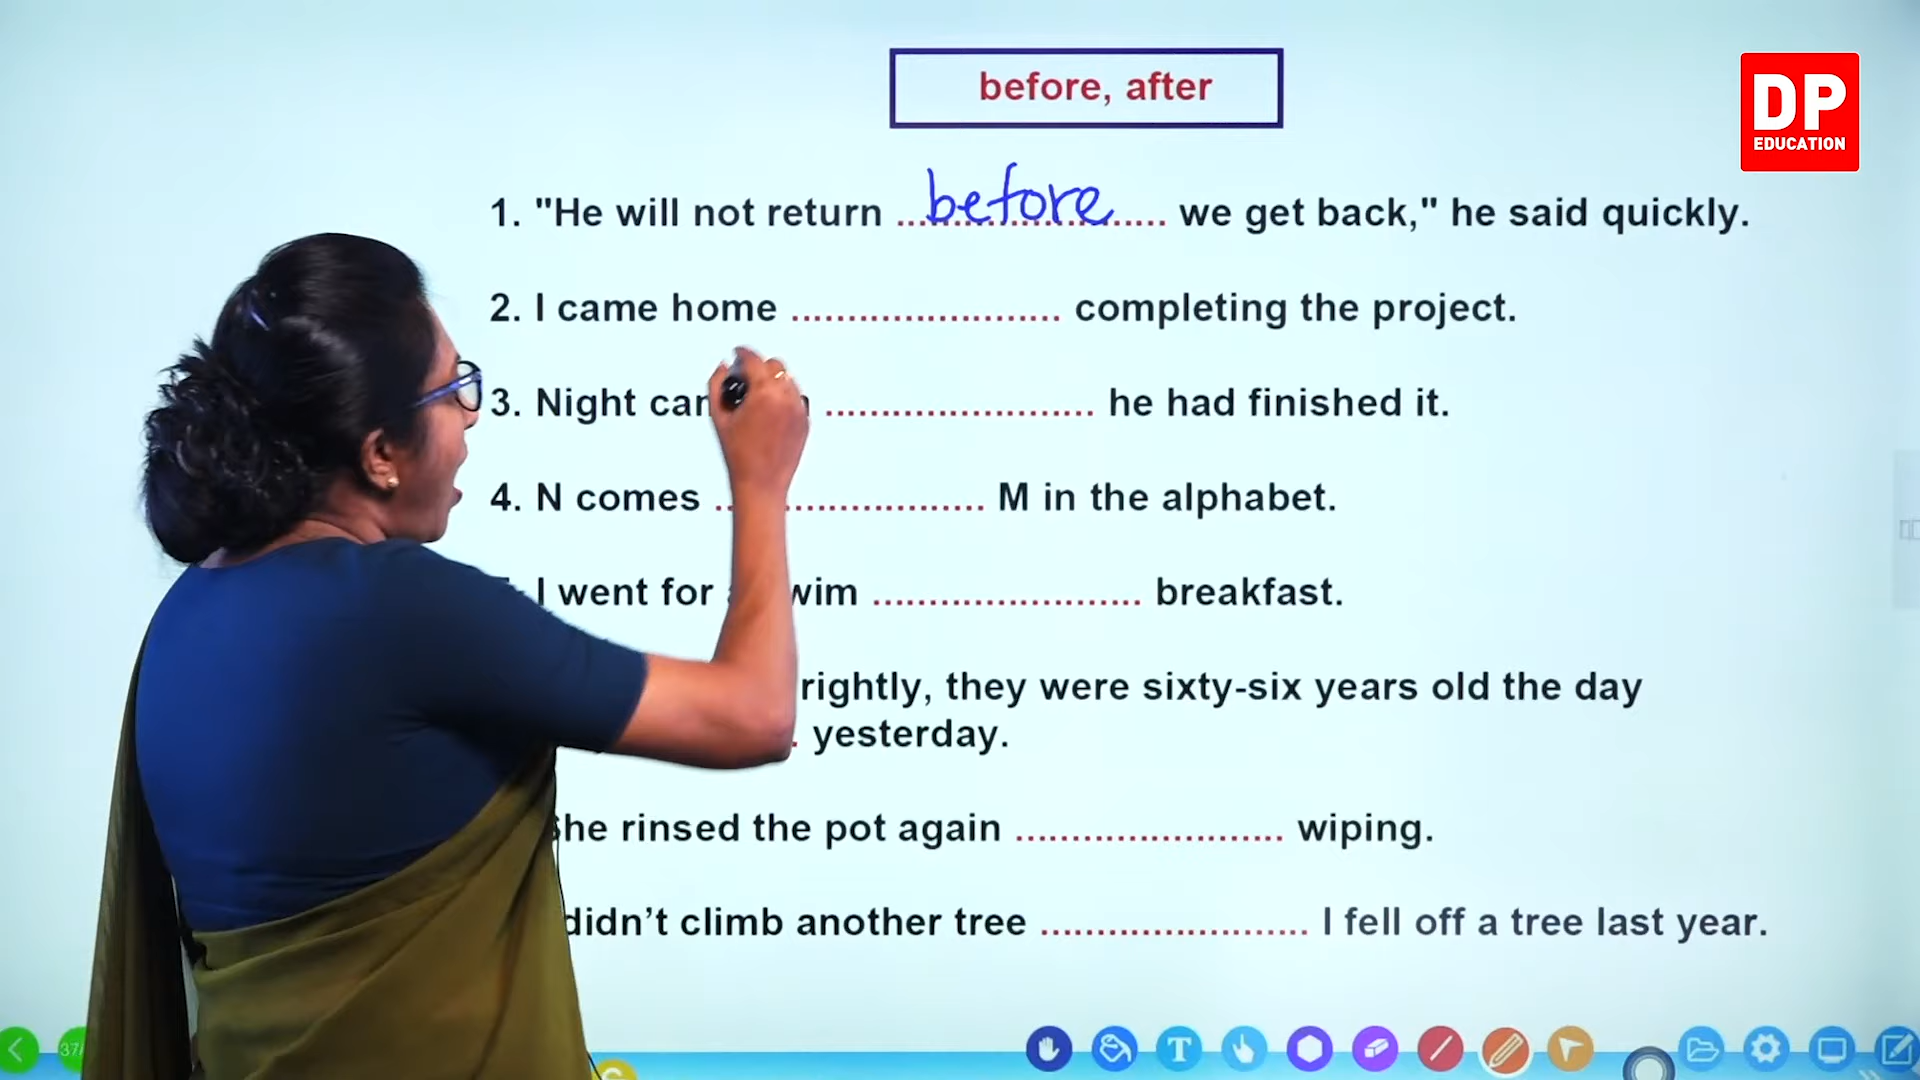 before, after
DP
EDUCATION
1. "He will not return before we get back," he said quickly.
2. I came home ........................ completing the project.
3. Night ........................ he had finished it.
4. N comes ........................ M in the alphabet.
I went for ........................ breakfast.
rightly, they were sixty-six years old the day
yesterday.
She rinsed the pot again ........................ wiping.
didn’t climb another tree ........................ I fell off a tree last year.
37/
T